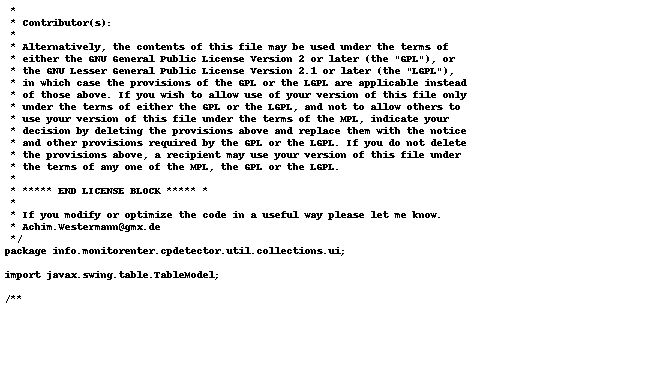 *
 * Contributor(s):
 *
 * Alternatively, the contents of this file may be used under the terms of
 * either the GNU General Public License Version 2 or later (the "GPL"), or
 * the GNU Lesser General Public License Version 2.1 or later (the "LGPL"),
 * in which case the provisions of the GPL or the LGPL are applicable instead
 * of those above. If you wish to allow use of your version of this file only
 * under the terms of either the GPL or the LGPL, and not to allow others to
 * use your version of this file under the terms of the MPL, indicate your
 * decision by deleting the provisions above and replace them with the notice
 * and other provisions required by the GPL or the LGPL. If you do not delete
 * the provisions above, a recipient may use your version of this file under
 * the terms of any one of the MPL, the GPL or the LGPL.
 *
 * ***** END LICENSE BLOCK ***** *
 *
 * If you modify or optimize the code in a useful way please let me know.
 * Achim.Westermann@gmx.de
 */
package info.monitorenter.cpdetector.util.collections.ui;

import javax.swing.table.TableModel;

/**